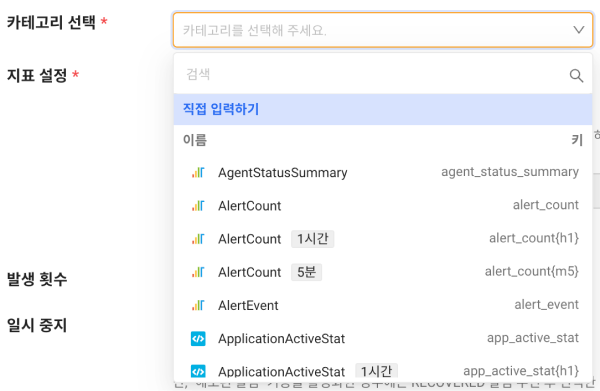 카테고리 선택 *
카테고리를 선택해 주세요.
지표 설정 *
검색
직접 입력하기
이름 키
AgentStatusSummary agent_status_summary
AlertCount alert_count
AlertCount 1시간 alert_count{h1}
AlertCount 5분 alert_count{m5}
발생 횟수
AlertEvent alert_event
일시 중지
ApplicationActiveStat app_active_stat
ApplicationActiveStat 1시간 app_active_stat{h1}